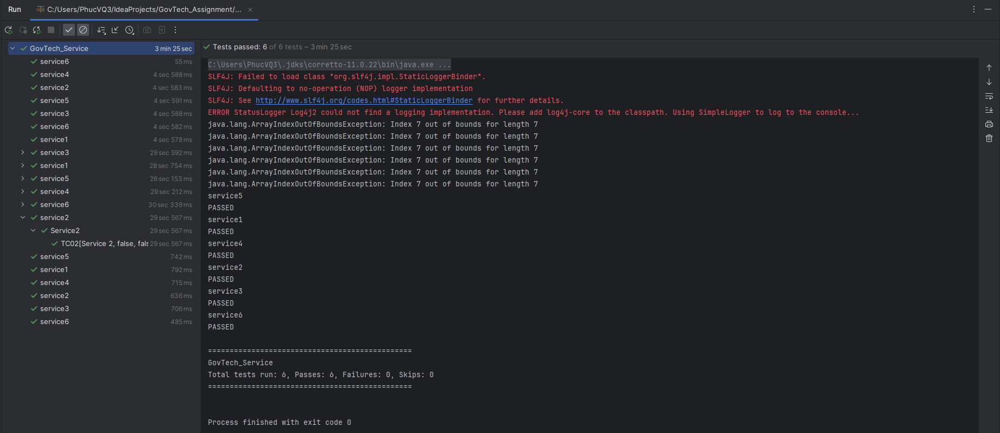 Run
C:/Users/PhucVQ3/IdeaProjects/GovTech_Assignment/...
GovTech_Service 3 min 25 sec
service6 55 ms
service4 4 sec 588 ms
service2 4 sec 583 ms
service5 4 sec 591 ms
service3 4 sec 588 ms
service6 4 sec 582 ms
service1 4 sec 578 ms
service3 29 sec 592 ms
service1 28 sec 754 ms
service5 26 sec 153 ms
service4 29 sec 212 ms
service6 30 sec 339 ms
service2 29 sec 567 ms
Service2 29 sec 567 ms
TC02[Service 2, false, fals 29 sec 567 ms
service5 742 ms
service1 792 ms
service4 715 ms
service2 636 ms
service3 706 ms
service6 485 ms
Tests passed: 6 of 6 tests – 3 min 25 sec
C:\Users\PhucVQ3\.jdks\corretto-11.0.22\bin\java.exe ...
SLF4J: Failed to load class "org.slf4j.impl.StaticLoggerBinder".
SLF4J: Defaulting to no-operation (NOP) logger implementation
SLF4J: See http://www.slf4j.org/codes.html#StaticLoggerBinder for further details.
ERROR StatusLogger Log4j2 could not find a logging implementation. Please add log4j-core to the classpath. Using SimpleLogger to log to the console...
java.lang.ArrayIndexOutOfBoundsException: Index 7 out of bounds for length 7
java.lang.ArrayIndexOutOfBoundsException: Index 7 out of bounds for length 7
java.lang.ArrayIndexOutOfBoundsException: Index 7 out of bounds for length 7
java.lang.ArrayIndexOutOfBoundsException: Index 7 out of bounds for length 7
java.lang.ArrayIndexOutOfBoundsException: Index 7 out of bounds for length 7
java.lang.ArrayIndexOutOfBoundsException: Index 7 out of bounds for length 7
service5
PASSED
service1
PASSED
service4
PASSED
service2
PASSED
service3
PASSED
service6
PASSED
===============================================
GovTech_Service
Total tests run: 6, Passes: 6, Failures: 0, Skips: 0
===============================================
Process finished with exit code 0